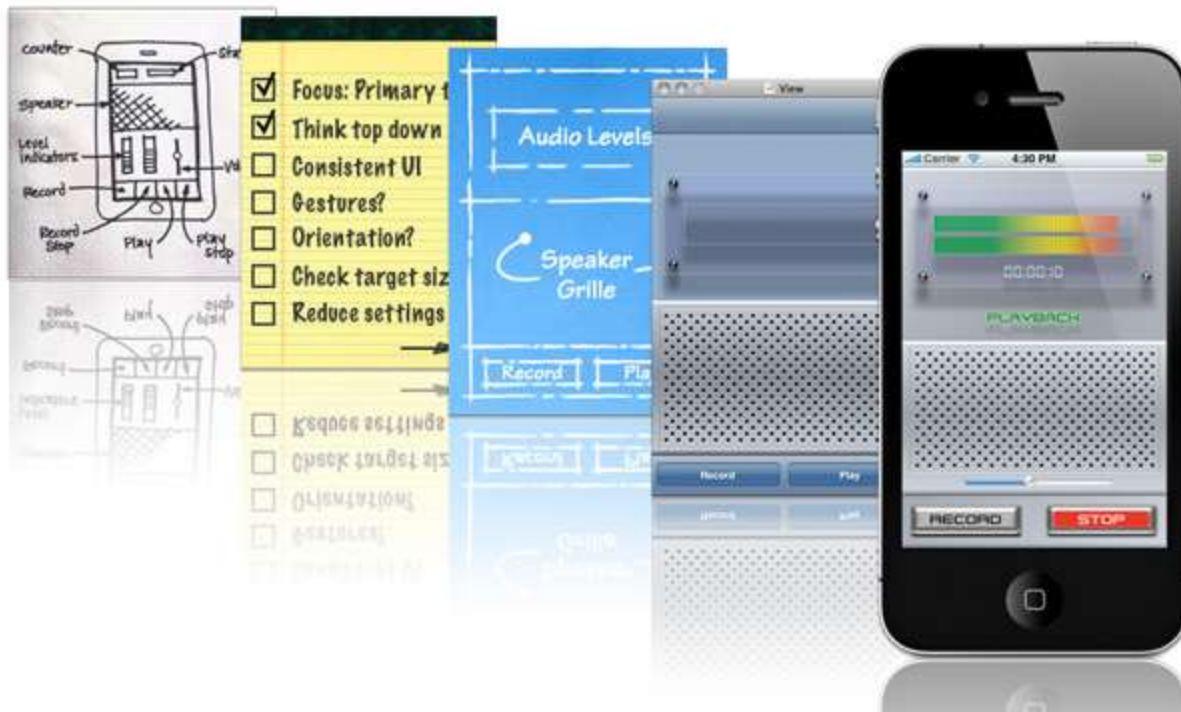 counter
speaker
Level
indicators
Record
Record
Stop
Play
Play
Stop
Focus: Primary t
Think top down
Consistent UI
Gestures?
Orientation?
Check target siz
Reduce settings
Audio Levels
Speaker
Grille
Record
Pla
View
Record
Play
Carrier
4:30 PM
00:00:10
PLAYBACK
RECORD
STOP